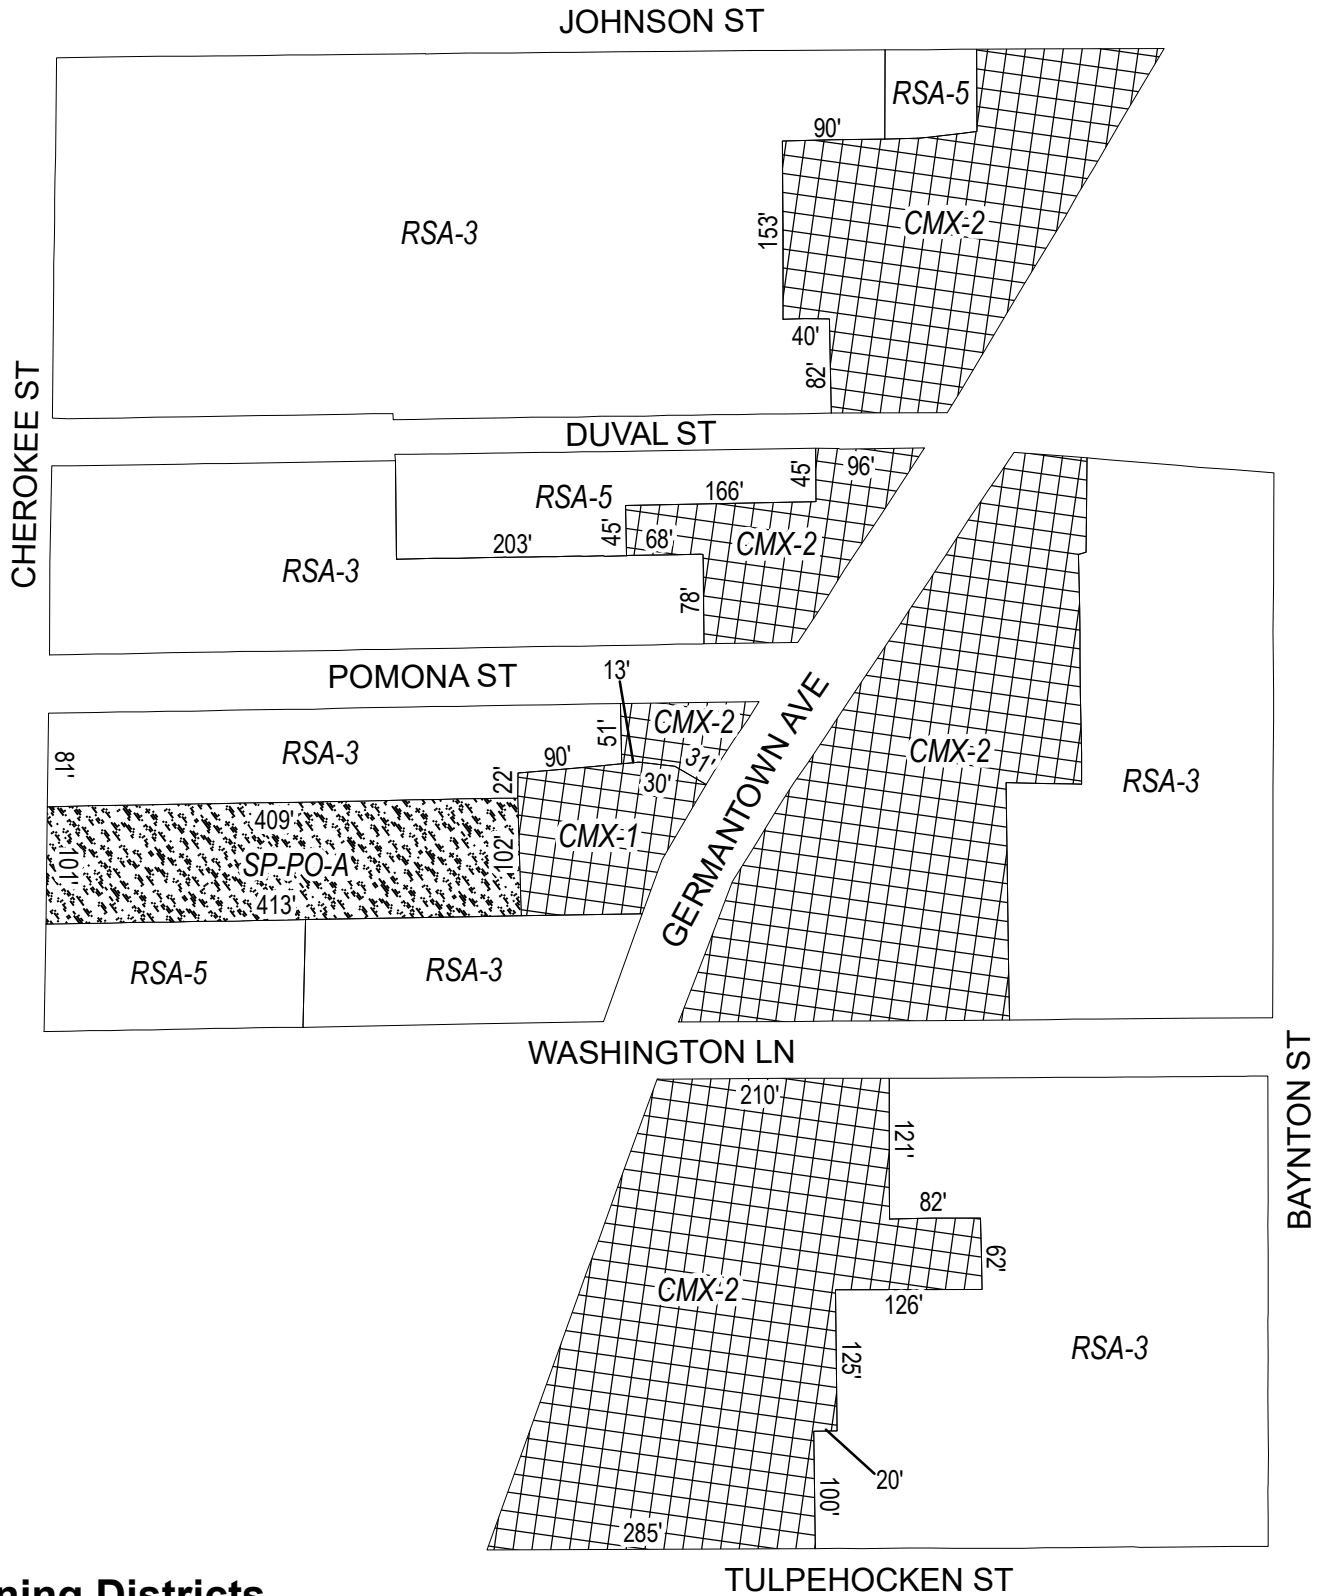 JOHNSON ST
RSA-5
90'
CMX-2
RSA-3
153'
40'
82'
CHEROKEE ST
DUVAL ST
96'
45'
166'
RSA-5
45'
68'
CMX-2
203'
RSA-3
78'
POMONA ST
13'
CMX-2
51'
31'
RSA-3
90'
81'
22'
30'
GERMANTOWN AVE
CMX-2
RSA-3
409'
CMX-1
SP-PO-A
101'
102'
413'
RSA-5
RSA-3
WASHINGTON LN
BAYNTON ST
210'
121'
82'
62'
CMX-2
126'
RSA-3
125'
20'
100'
285'
TULPEHOCKEN ST
Districts